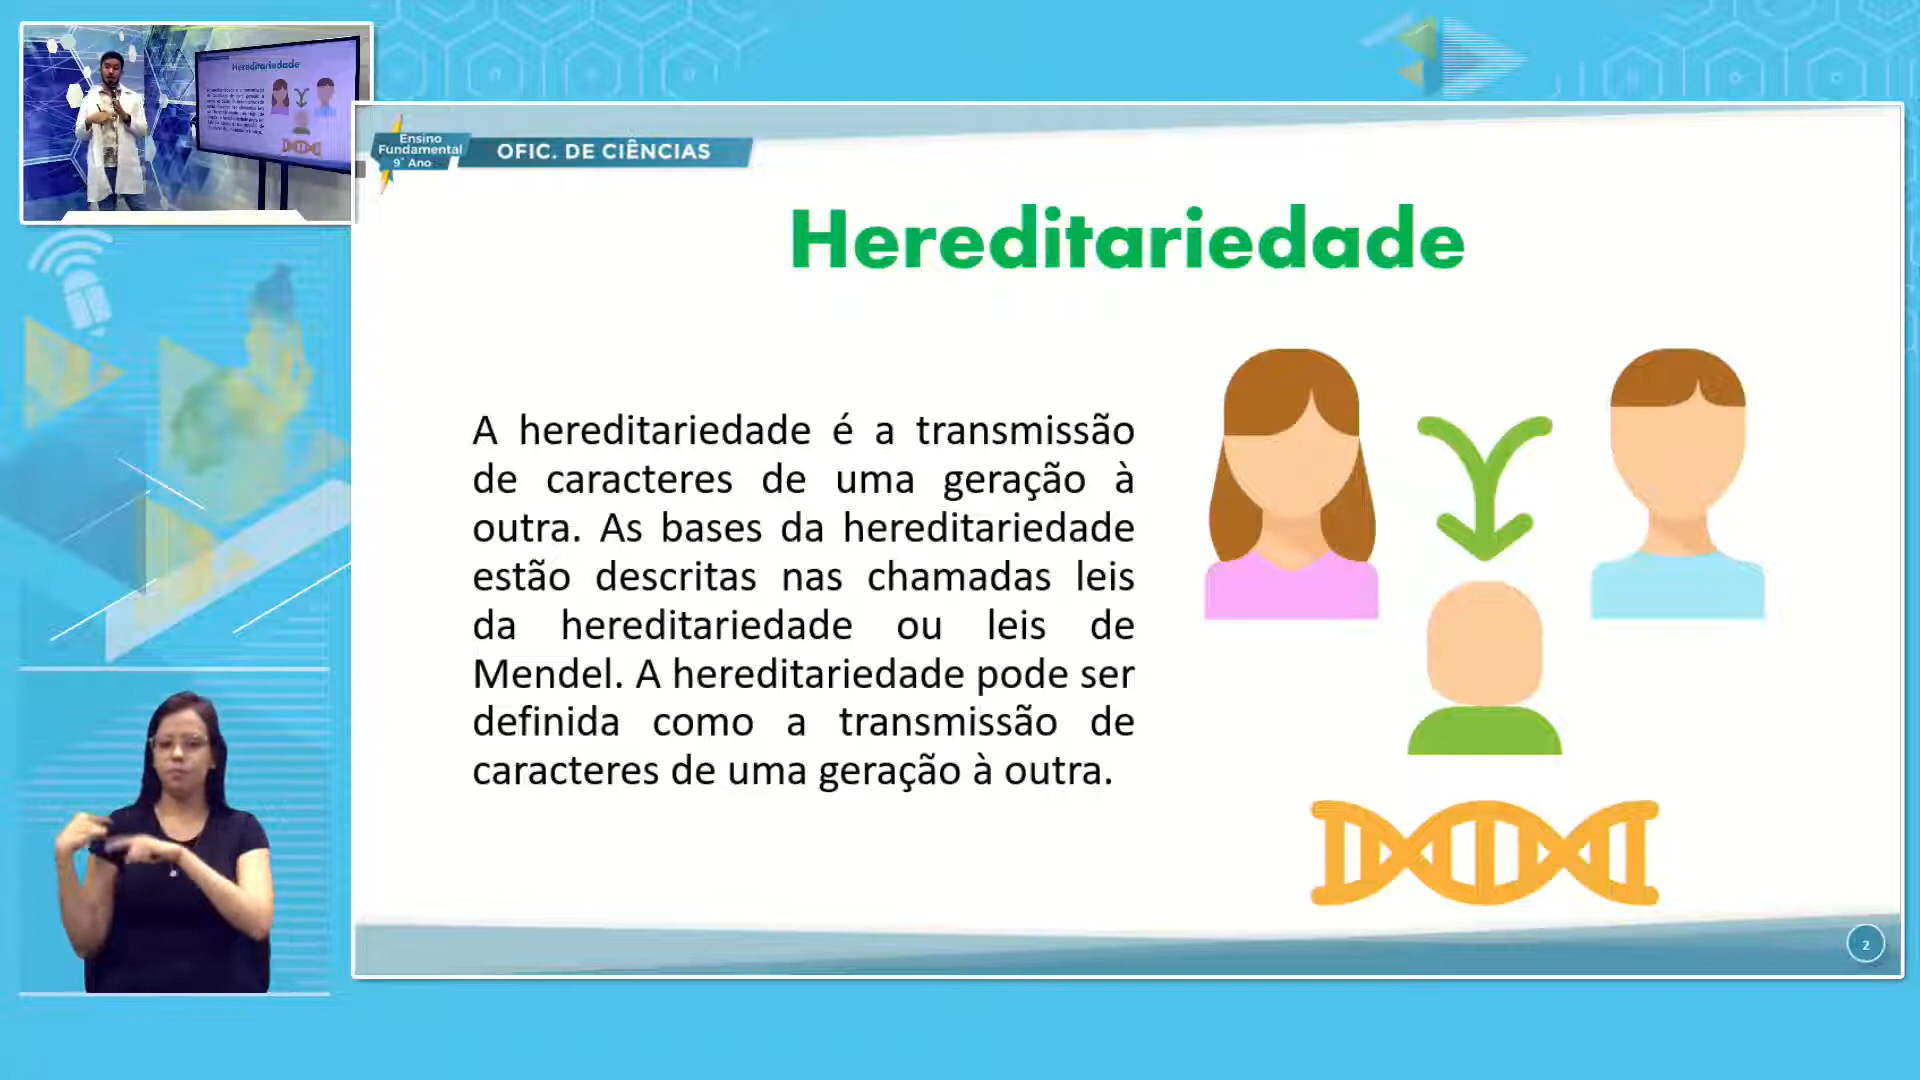 Hereditariedade
Ensino
Fundamental
9° Ano
OFIC. DE CIÊNCIAS
Hereditariedade
A hereditariedade é a transmissão
de caracteres de uma geração à
outra. As bases da hereditariedade
estão descritas nas chamadas leis
da hereditariedade ou leis de
Mendel. A hereditariedade pode ser
definida como a transmissão de
caracteres de uma geração à outra.
2